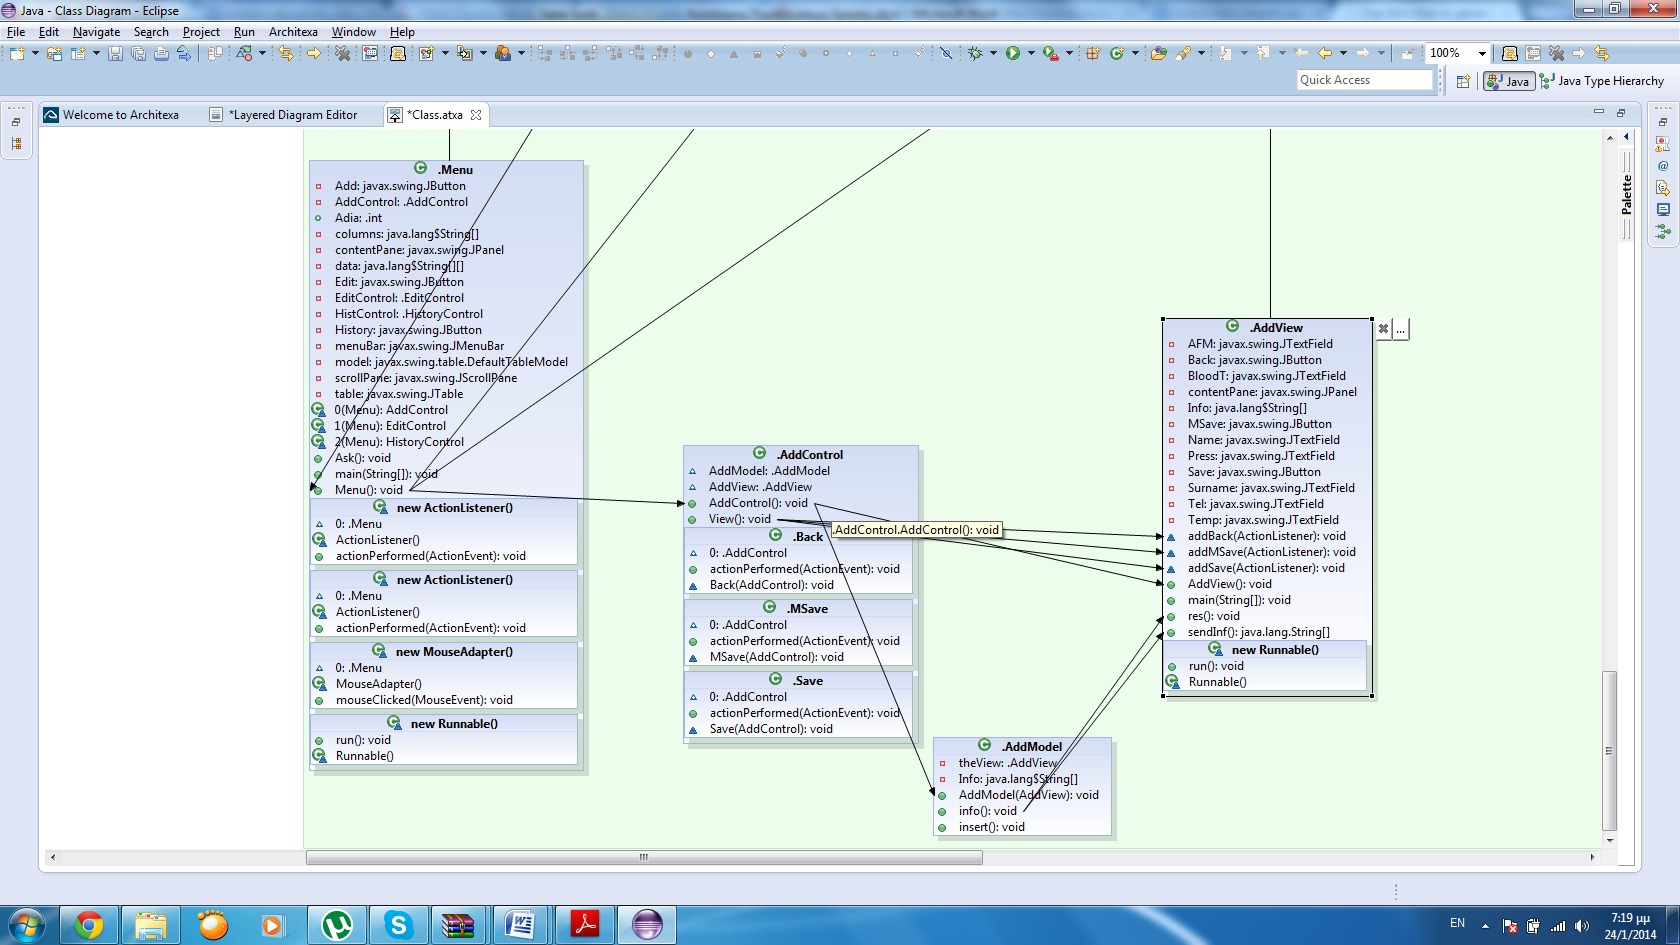 Java - Class Diagram - Eclipse
File Edit Navigate Search Project Run Architexa Window Help
100%
Quick Access
Java
Java Type Hierarchy
Welcome to Architexa
*Layered Diagram Editor
*Class.atxa
Palette
.Menu
Add: javax.swing.JButton
AddControl: .AddControl
Adia: .int
columns: java.lang$String[]
contentPane: javax.swing.JPanel
data: java.lang$String[][]
Edit: javax.swing.JButton
EditControl: .EditControl
HistControl: .HistoryControl
History: javax.swing.JButton
menuBar: javax.swing.JMenuBar
model: javax.swing.table.DefaultTableModel
scrollPane: javax.swing.JScrollPane
table: javax.swing.JTable
0(Menu): AddControl
1(Menu): EditControl
2(Menu): HistoryControl
Ask(): void
main(String[]): void
Menu(): void
new ActionListener()
0: .Menu
ActionListener()
actionPerformed(ActionEvent): void
new ActionListener()
0: .Menu
ActionListener()
actionPerformed(ActionEvent): void
new MouseAdapter()
0: .Menu
MouseAdapter()
mouseClicked(MouseEvent): void
new Runnable()
run(): void
Runnable()
.AddControl
AddModel: .AddModel
AddView: .AddView
AddControl(): void
View(): void
.AddControl.AddControl(): void
.Back
0: .AddControl
actionPerformed(ActionEvent): void
Back(AddControl): void
.MSave
0: .AddControl
actionPerformed(ActionEvent): void
MSave(AddControl): void
.Save
0: .AddControl
actionPerformed(ActionEvent): void
Save(AddControl): void
.AddModel
theView: .AddView
Info: java.lang$String[]
AddModel(AddView): void
info(): void
insert(): void
.AddView
AFM: javax.swing.JTextField
Back: javax.swing.JButton
BloodT: javax.swing.JTextField
contentPane: javax.swing.JPanel
Info: java.lang$String[]
MSave: javax.swing.JButton
Name: javax.swing.JTextField
Press: javax.swing.JTextField
Save: javax.swing.JButton
Surname: javax.swing.JTextField
Tel: javax.swing.JTextField
Temp: javax.swing.JTextField
addBack(ActionListener): void
addMSave(ActionListener): void
addSave(ActionListener): void
AddView(): void
main(String[]): void
res(): void
sendInf(): java.lang.String[]
new Runnable()
run(): void
Runnable()
EN
7:19 μμ
24/1/2014